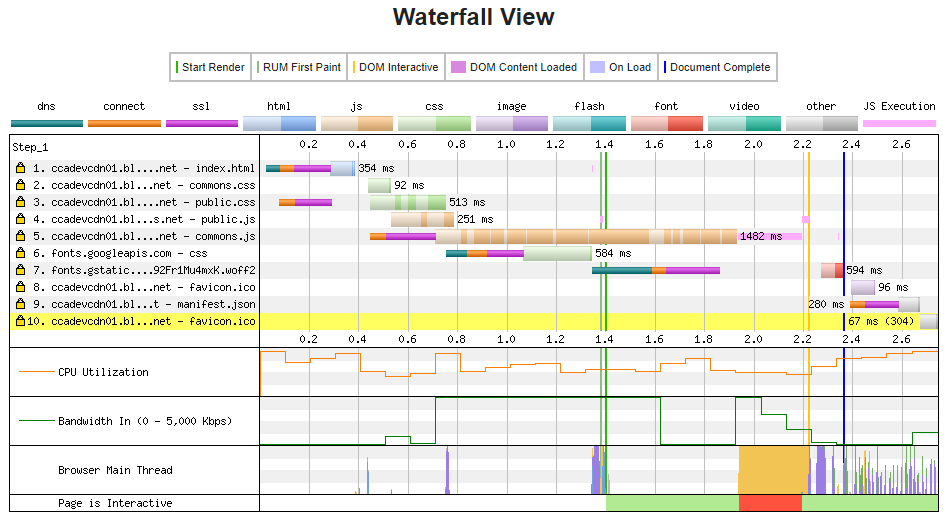 Waterfall View
Start Render RUM First Paint DOM Interactive DOM Content Loaded On Load Document Complete
dns connect ssl html js css image flash font video other JS Execution
Step_1 0.2 0.4 0.6 0.8 1.0 1.2 1.4 1.6 1.8 2.0 2.2 2.4 2.6
1. ccadevcdn01.bl....net - index.html 354 ms
2. ccadevcdn01.bl....net - commons.css 92 ms
3. ccadevcdn01.bl....net - public.css 513 ms
4. ccadevcdn01.bl...s.net - public.js 251 ms
5. ccadevcdn01.bl....net - commons.js 1482 ms
6. fonts.googleapis.com - css 584 ms
7. fonts.gstatic....92Fr1Mu4mxK.woff2 594 ms
8. ccadevcdn01.bl....net - favicon.ico 96 ms
9. ccadevcdn01.bl...t - manifest.json 280 ms
10. ccadevcdn01.bl...net - favicon.ico 67 ms (304)
0.2 0.4 0.6 0.8 1.0 1.2 1.4 1.6 1.8 2.0 2.2 2.4 2.6
CPU Utilization
Bandwidth In (0 - 5,000 Kbps)
Browser Main Thread
Page is Interactive